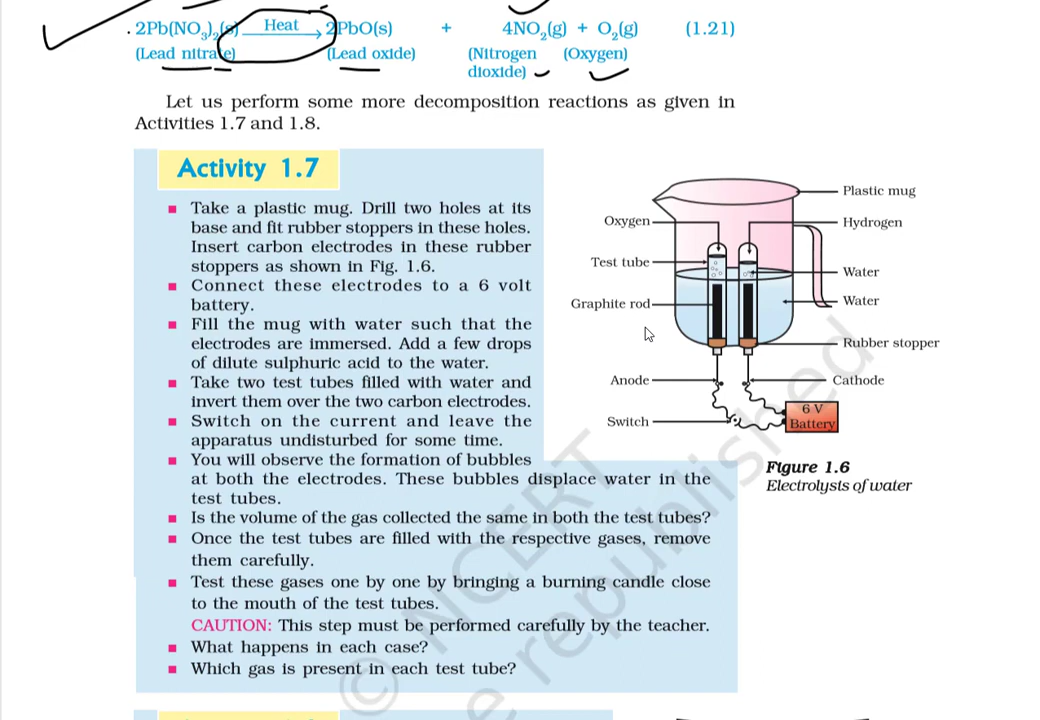 2Pb(NO₃)₂(s) Heat 2PbO(s) + 4NO₂(g) + O₂(g) (1.21)
(Lead nitrate) (Lead oxide) (Nitrogen (Oxygen)
dioxide)
Let us perform some more decomposition reactions as given in
Activities 1.7 and 1.8.
Activity 1.7
■ Take a plastic mug. Drill two holes at its
base and fit rubber stoppers in these holes.
Insert carbon electrodes in these rubber
stoppers as shown in Fig. 1.6.
■ Connect these electrodes to a 6 volt
battery.
■ Fill the mug with water such that the
electrodes are immersed. Add a few drops
of dilute sulphuric acid to the water.
■ Take two test tubes filled with water and
invert them over the two carbon electrodes.
■ Switch on the current and leave the
apparatus undisturbed for some time.
■ You will observe the formation of bubbles
at both the electrodes. These bubbles displace water in the
test tubes.
■ Is the volume of the gas collected the same in both the test tubes?
■ Once the test tubes are filled with the respective gases, remove
them carefully.
■ Test these gases one by one by bringing a burning candle close
to the mouth of the test tubes.
CAUTION: This step must be performed carefully by the teacher.
■ What happens in each case?
■ Which gas is present in each test tube?
Plastic mug
Oxygen
Hydrogen
Test tube
Water
Graphite rod
Water
Rubber stopper
Anode
Cathode
6 V
Battery
Switch
Figure 1.6
Electrolysis of water
© NCERT
republished